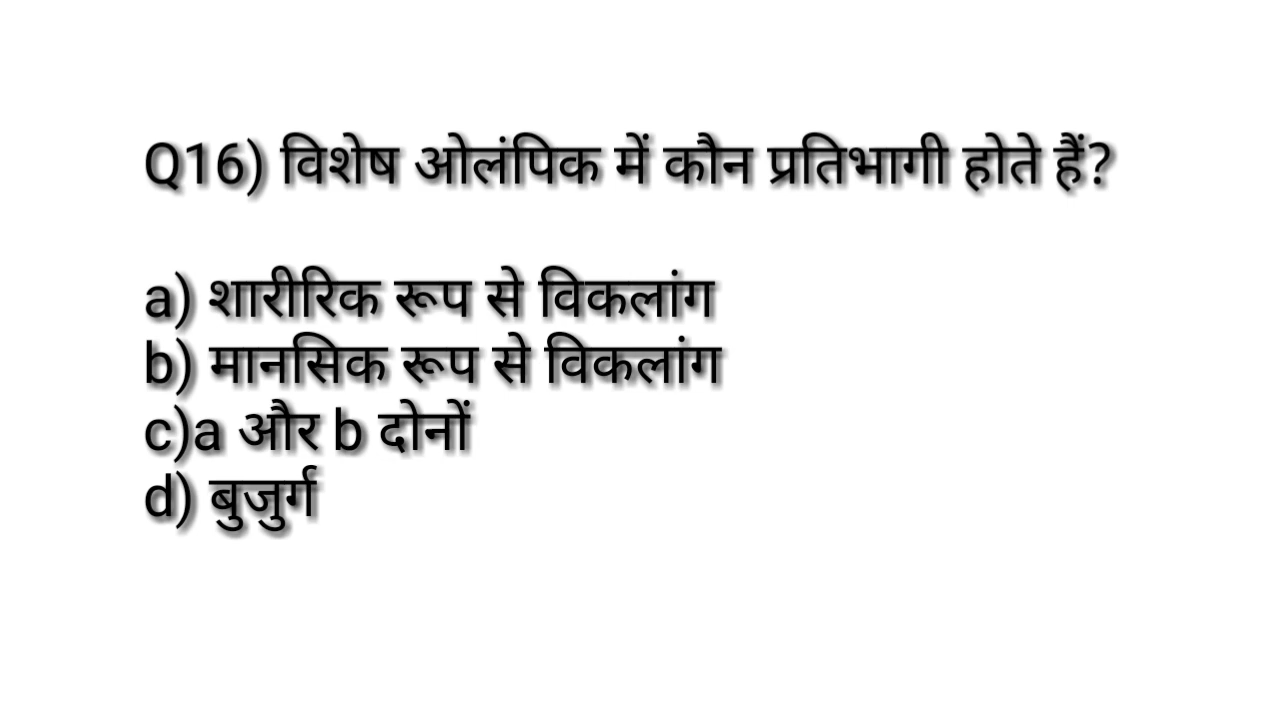 Q16) विशेष ओलंपिक में कौन प्रतिभागी होते हैं?
a) शारीरिक रूप से विकलांग
b) मानसिक रूप से विकलांग
c)a और b दोनों
d) बुजुर्ग